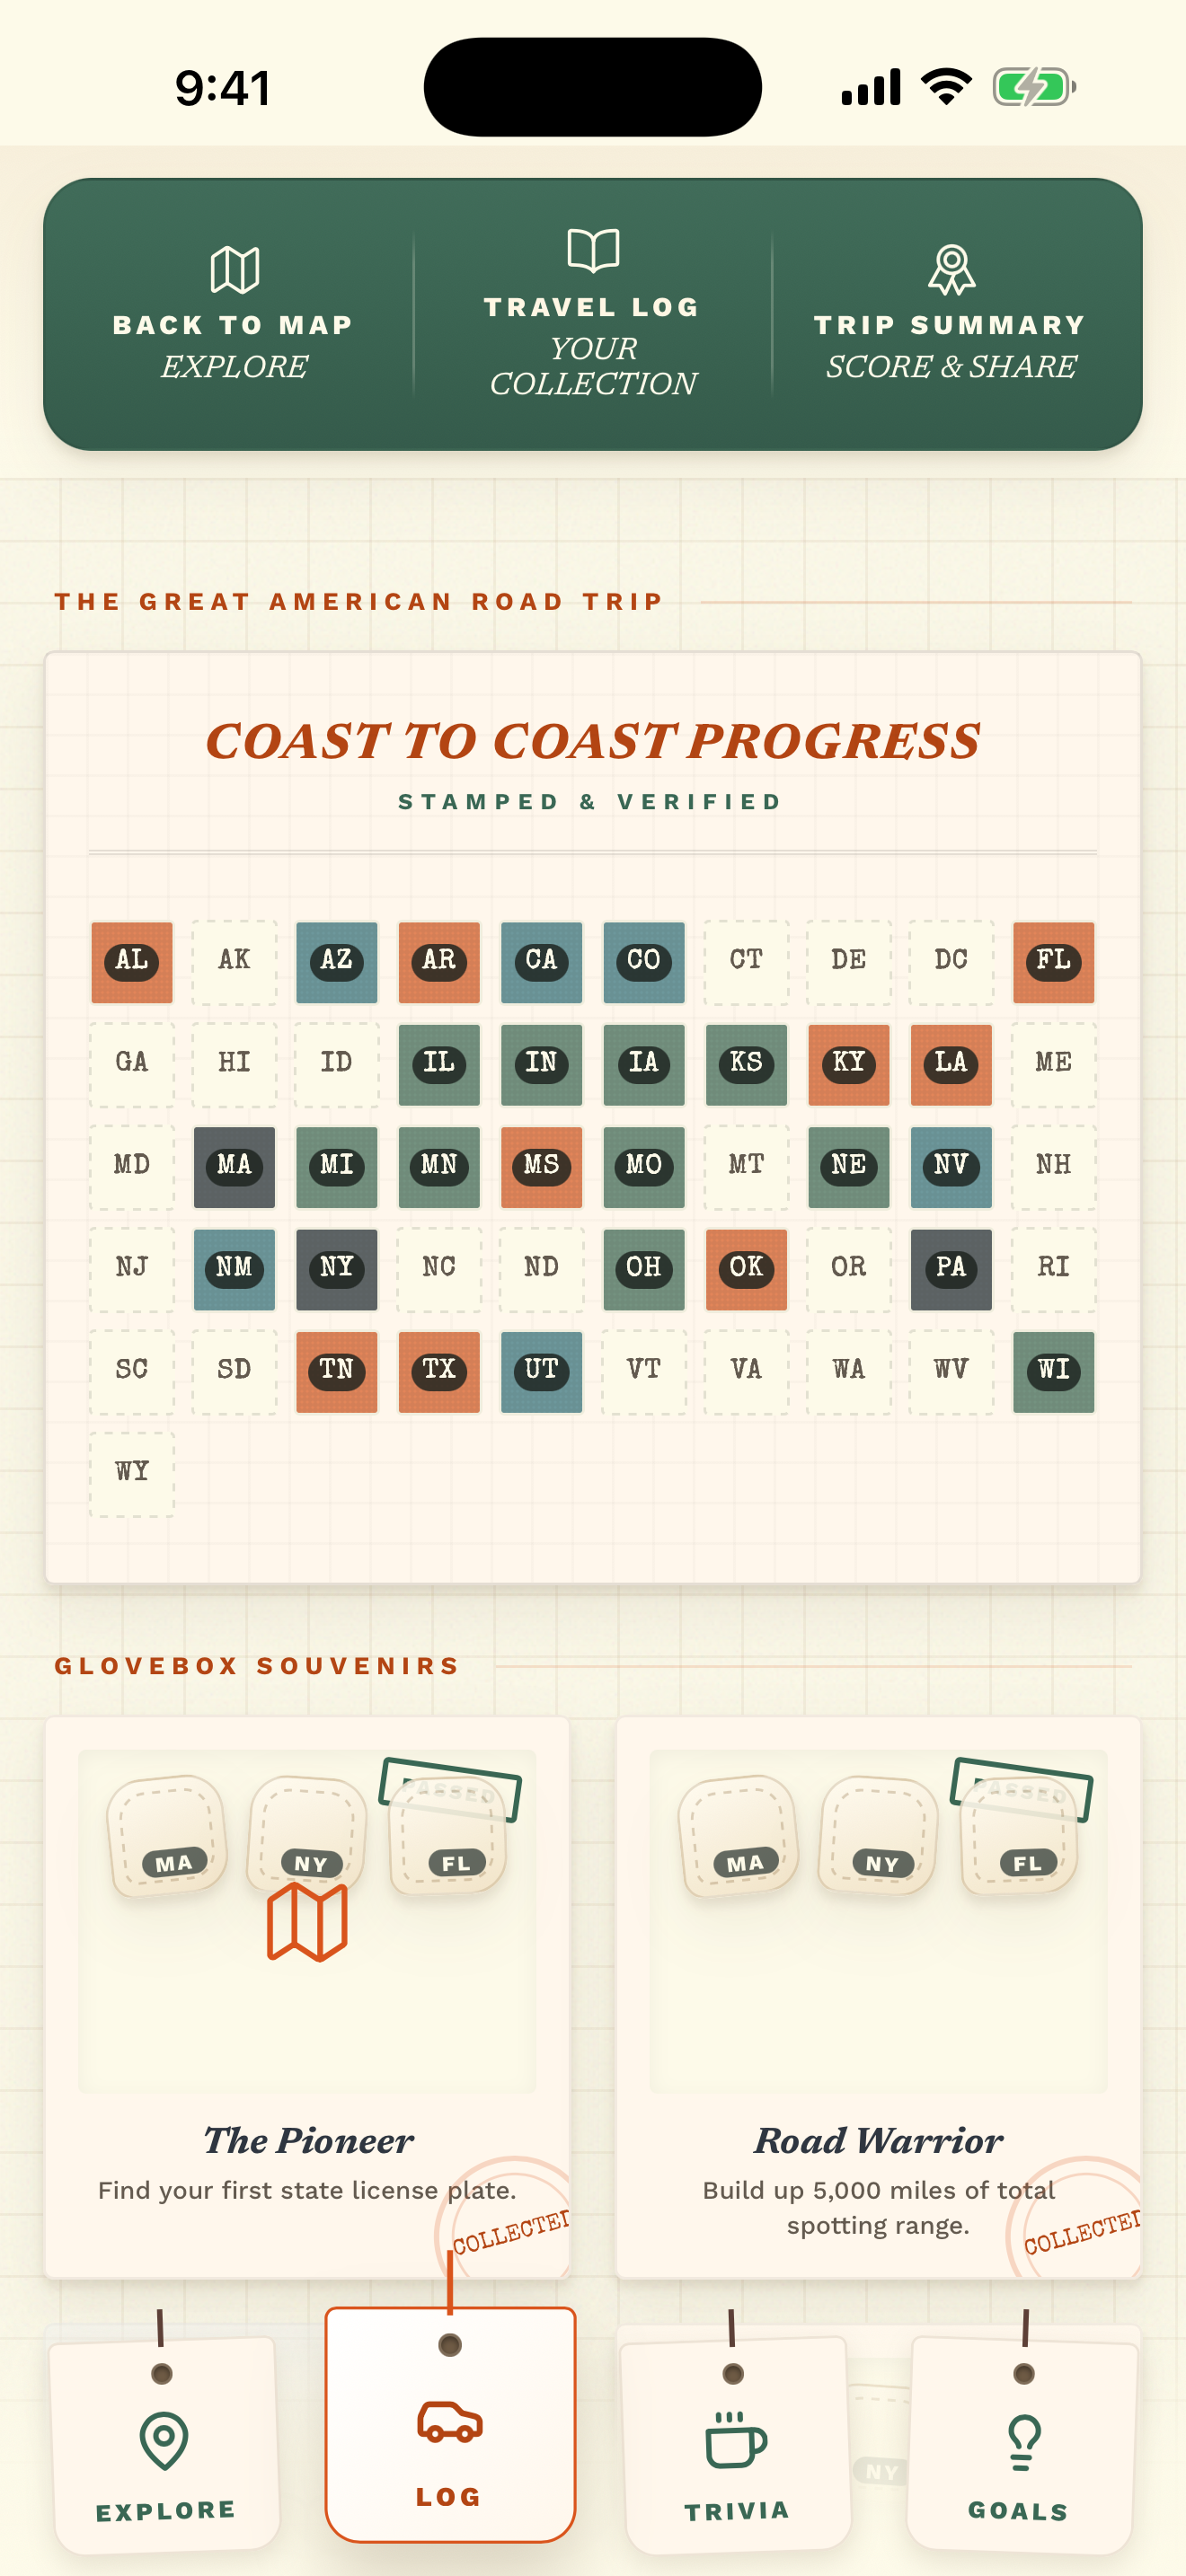 9:41
BACK TO MAP
EXPLORE
TRAVEL LOG
YOUR
COLLECTION
TRIP SUMMARY
SCORE & SHARE
THE GREAT AMERICAN ROAD TRIP
COAST TO COAST PROGRESS
STAMPED & VERIFIED
AL AK AZ AR CA CO CT DE DC FL
GA HI ID IL IN IA KS KY LA ME
MD MA MI MN MS MO MT NE NV NH
NJ NM NY NC ND OH OK OR PA RI
SC SD TN TX UT VT VA WA WV WI
WY
GLOVEBOX SOUVENIRS
PASSED
MA NY FL
The Pioneer
Find your first state license plate.
COLLECTED
PASSED
MA NY FL
Road Warrior
Build up 5,000 miles of total
spotting range.
COLLECTED
NY
EXPLORE
LOG
TRIVIA
GOALS